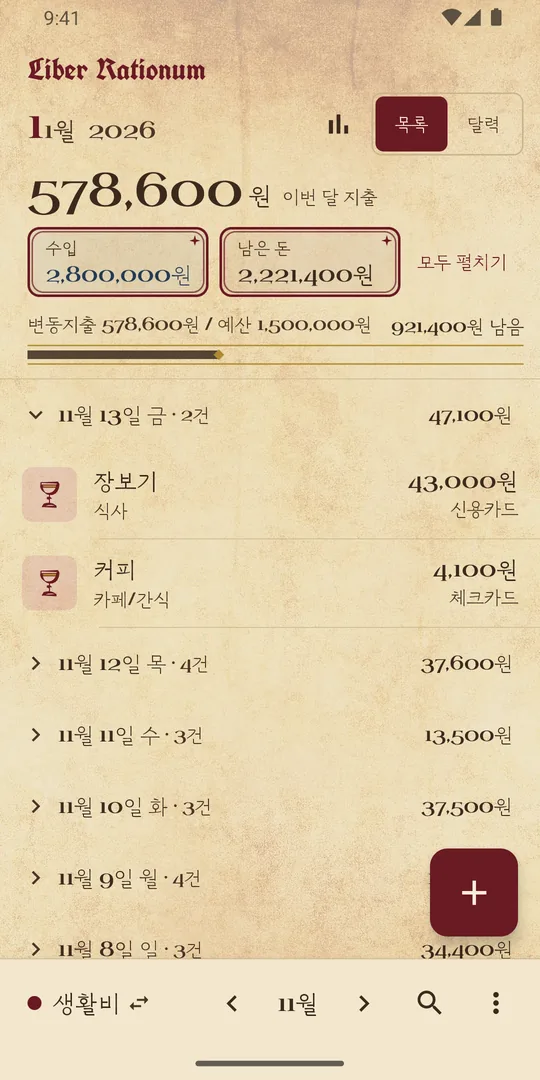 9:41
Liber Rationum
11월 2026
목록
달력
578,600원 이번 달 지출
수입
2,800,000원
남은 돈
2,221,400원
모두 펼치기
변동지출 578,600원 / 예산 1,500,000원 921,400원 남음
11월 13일 금 · 2건 47,100원
장보기 43,000원
식사 신용카드
커피 4,100원
카페/간식 체크카드
11월 12일 목 · 4건 37,600원
11월 11일 수 · 3건 13,500원
11월 10일 화 · 3건 37,500원
11월 9일 월 · 4건
11월 8일 일 · 3건 34,400원
생활비 11월